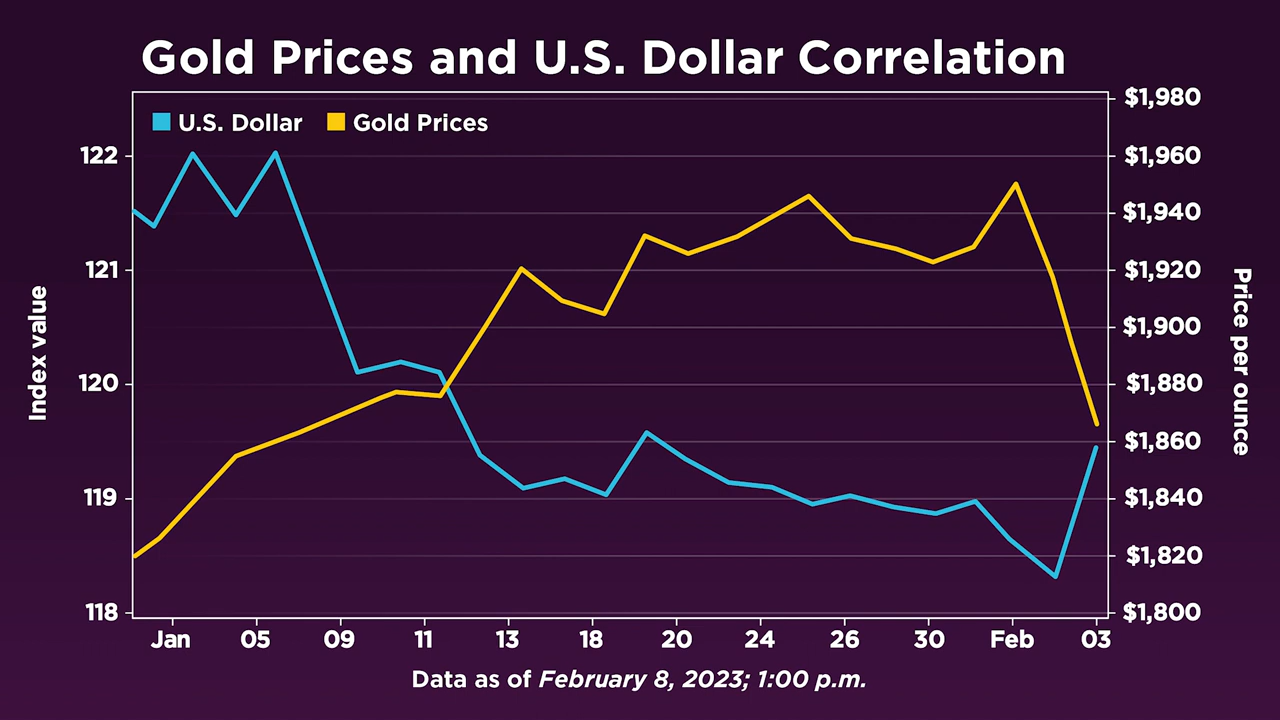 Gold Prices and U.S. Dollar Correlation
U.S. Dollar
Gold Prices
Index value
122
121
120
119
118
$1,980
$1,960
$1,940
$1,920
$1,900
$1,880
$1,860
$1,840
$1,820
$1,800
Price per ounce
Jan 05 09 11 13 18 20 24 26 30 Feb 03
Data as of February 8, 2023; 1:00 p.m.